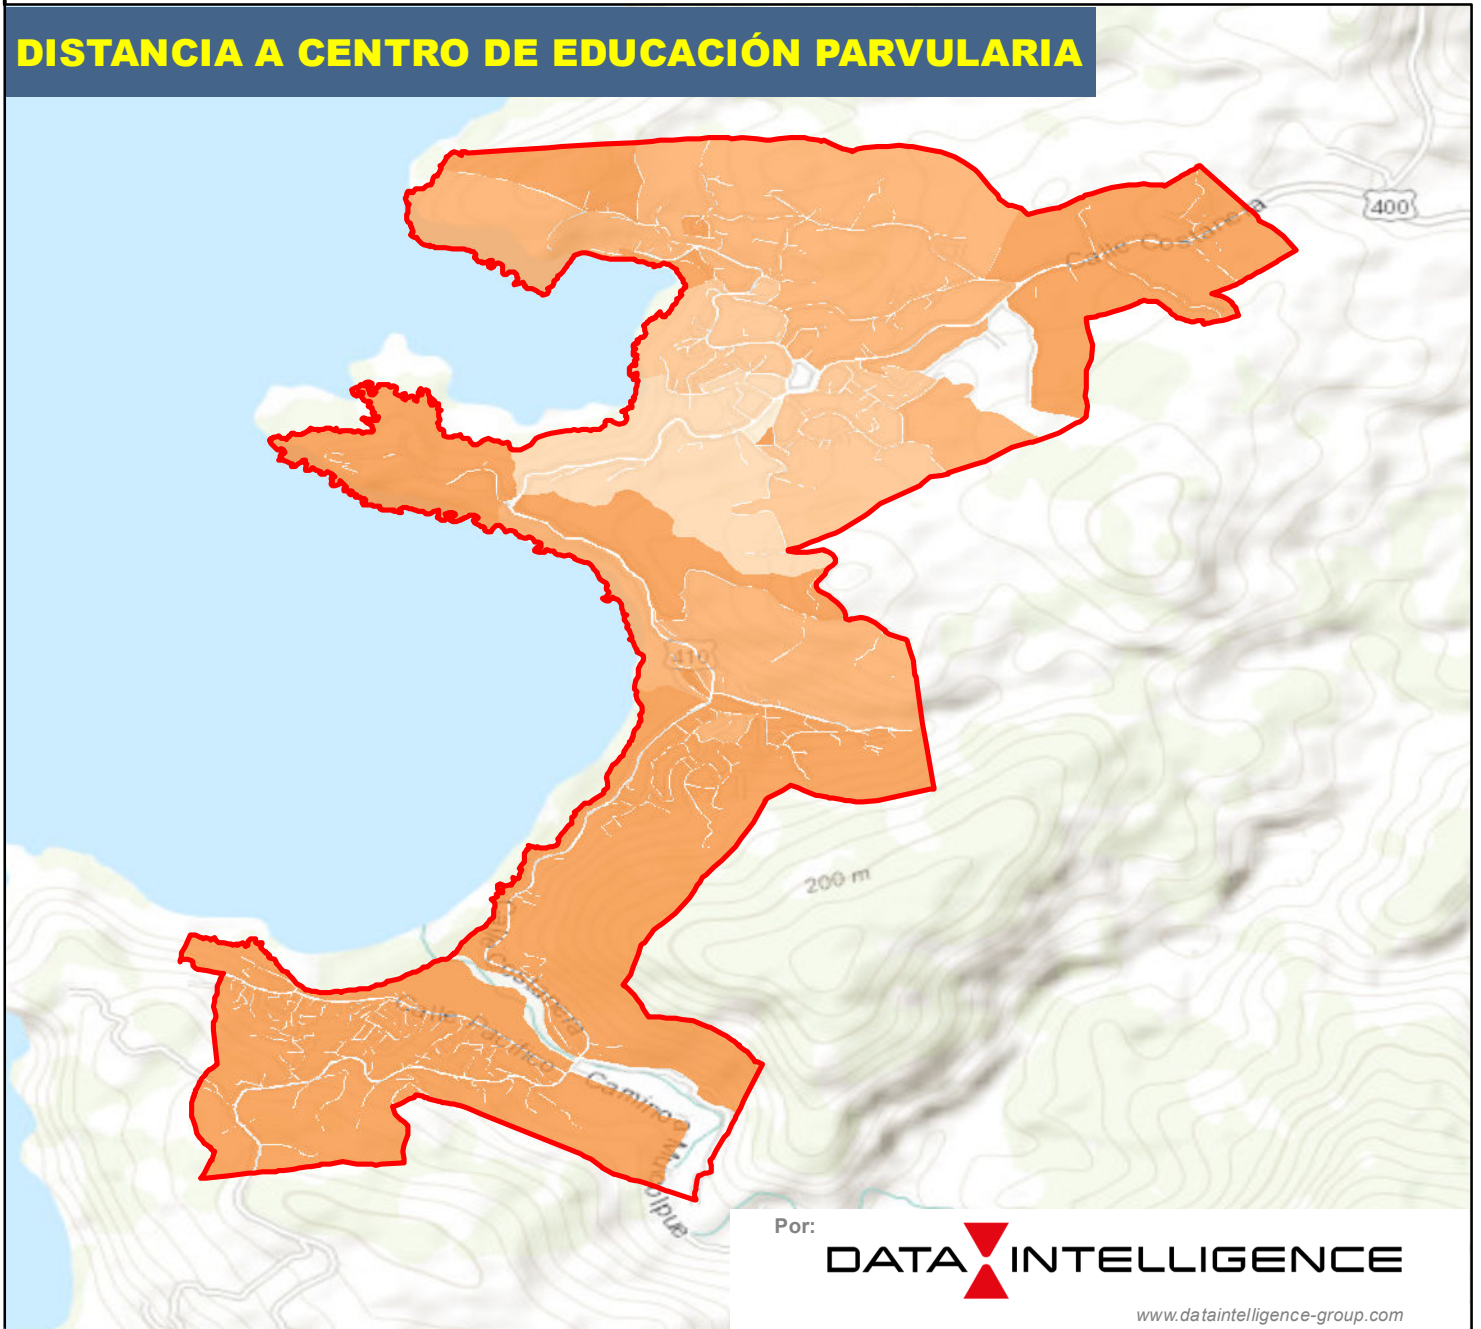 DISTANCIA A CENTRO DE EDUCACIÓN PARVULARIA
400
Calle Costanera
410
200 m
Calle Costanera
Calle Pacífico
Camino a
Por:
DATA INTELLIGENCE
www.dataintelligence-group.com